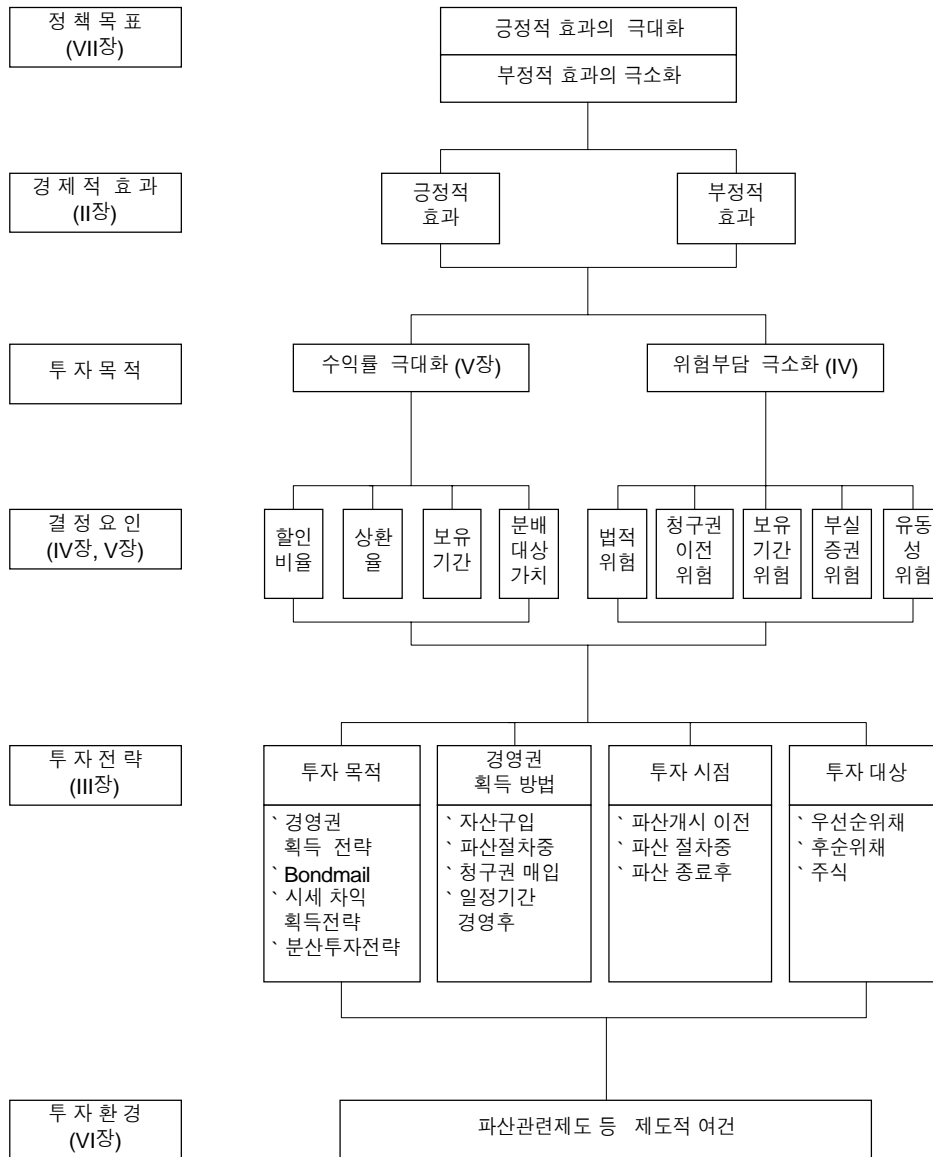 정 책 목 표
(VII장)
긍정적 효과의 극대화
부정적 효과의 극소화
경 제 적 효 과
(II장)
긍정적
효과
부정적
효과
투 자 목 적
수익률 극대화 (V장)
위험부담 극소화 (IV)
결 정 요 인
(IV장, V장)
할인
비율
상환
율
보유
기간
분배
대상
가치
법적
위험
청구권
이전
위험
보유
기간
위험
부실
증권
위험
유동
성
위험
투 자 전 략
(III장)
투자 목적
` 경영권
획득 전략
` Bondmail
` 시세 차익
획득전략
` 분산투자전략
경영권
획득 방법
` 자산구입
` 파산절차중
` 청구권 매입
` 일정기간
경영후
투자 시점
` 파산개시 이전
` 파산 절차중
` 파산 종료후
투자 대상
` 우선순위채
` 후순위채
` 주식
투 자 환 경
(VI장)
파산관련제도 등 제도적 여건